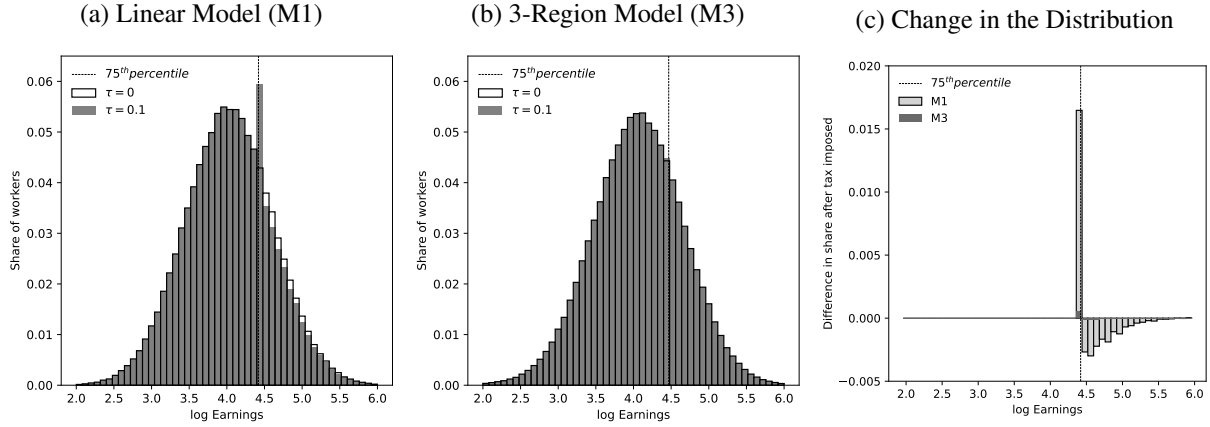 (a) Linear Model (M1)
75th percentile
τ = 0
τ = 0.1
0.06
0.05
0.04
0.03
0.02
0.01
0.00
Share of workers
2.0 2.5 3.0 3.5 4.0 4.5 5.0 5.5 6.0
log Earnings
(b) 3-Region Model (M3)
75th percentile
τ = 0
τ = 0.1
0.06
0.05
0.04
0.03
0.02
0.01
0.00
Share of workers
2.0 2.5 3.0 3.5 4.0 4.5 5.0 5.5 6.0
log Earnings
(c) Change in the Distribution
75th percentile
M1
M3
0.020
0.015
0.010
0.005
0.000
−0.005
Difference in share after tax imposed
2.0 2.5 3.0 3.5 4.0 4.5 5.0 5.5 6.0
log Earnings